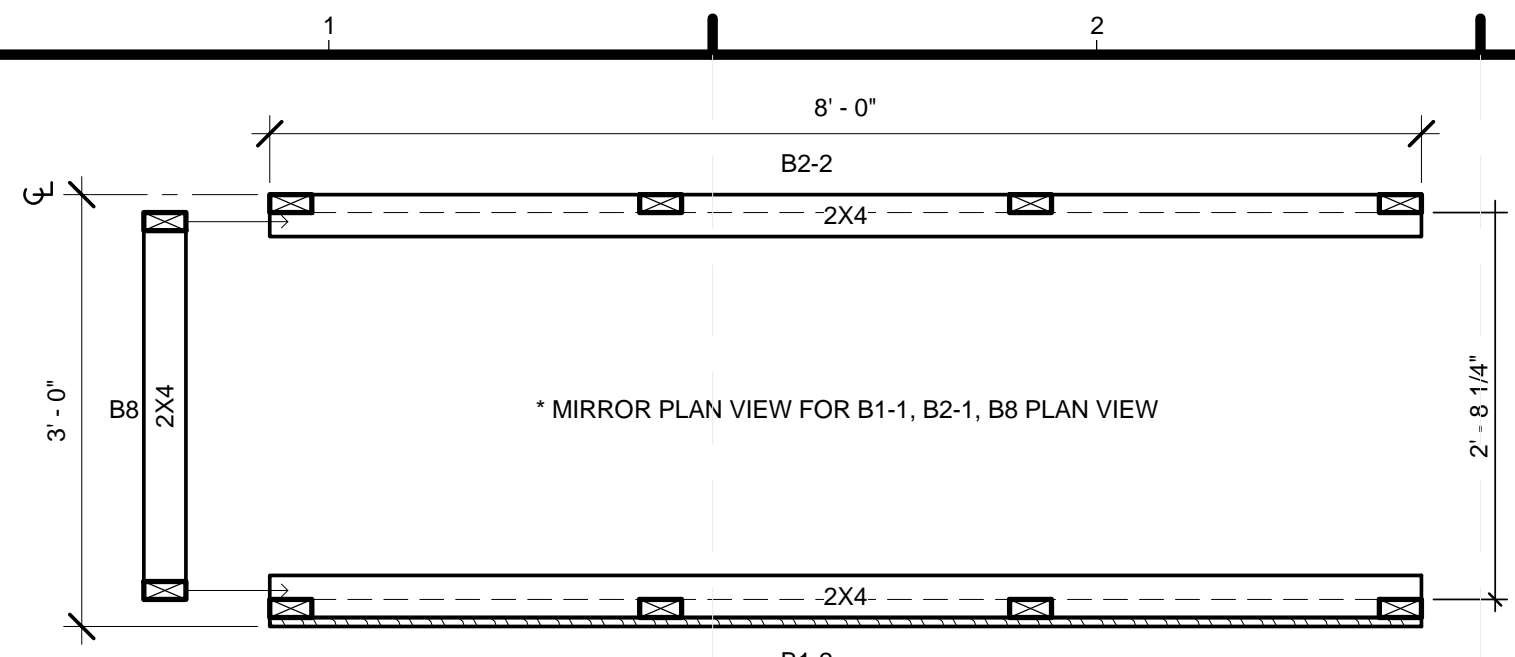 1
2
8' - 0"
B2-2
2X4
3' - 0"
B8
2X4
* MIRROR PLAN VIEW FOR B1-1, B2-1, B8 PLAN VIEW
2' - 8 1/4"
2X4